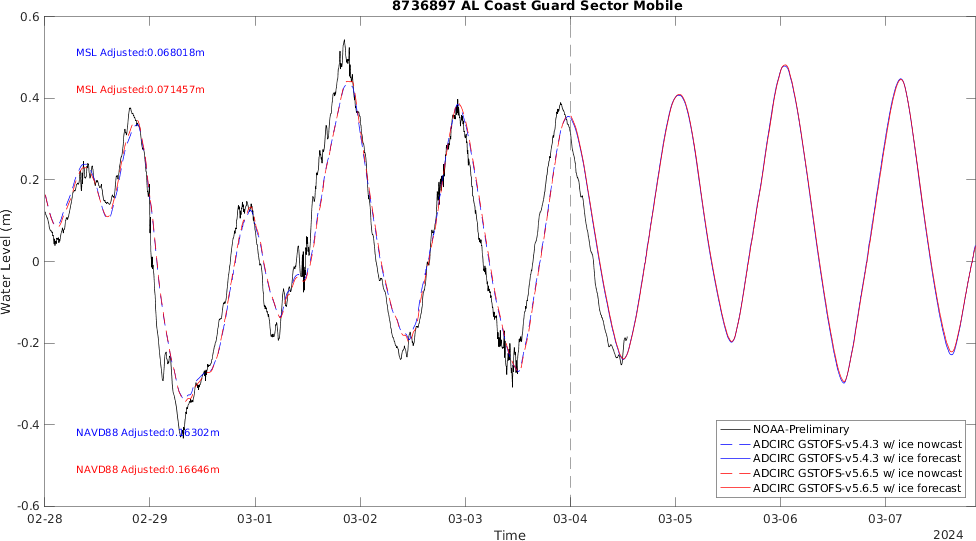 8736897 AL Coast Guard Sector Mobile
0.6
0.4
0.2
0
-0.2
-0.4
-0.6
Water Level (m)
MSL Adjusted:0.068018m
MSL Adjusted:0.071457m
NAVD88 Adjusted:0.16302m
NAVD88 Adjusted:0.16646m
NOAA-Preliminary
ADCIRC GSTOFS-v5.4.3 w/ ice nowcast
ADCIRC GSTOFS-v5.4.3 w/ ice forecast
ADCIRC GSTOFS-v5.6.5 w/ ice nowcast
ADCIRC GSTOFS-v5.6.5 w/ ice forecast
02-28 02-29 03-01 03-02 03-03 03-04 03-05 03-06 03-07
Time
2024